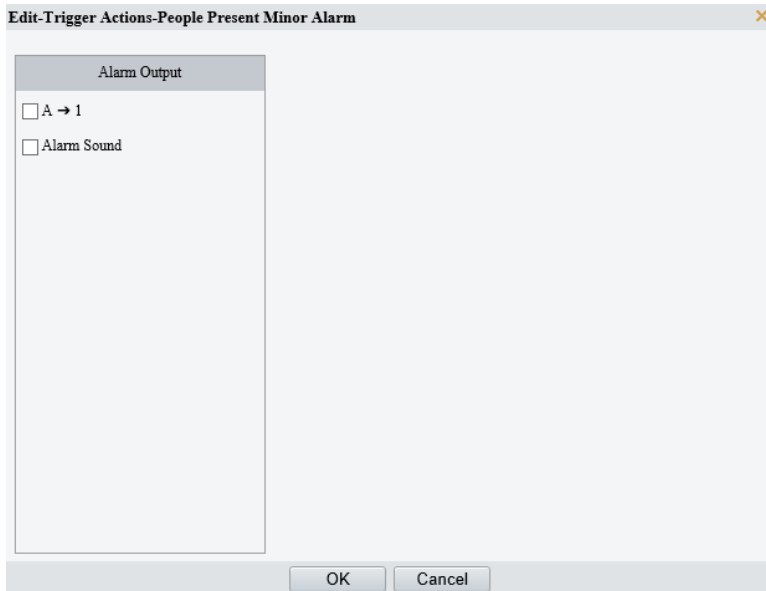 Edit-Trigger Actions-People Present Minor Alarm
Alarm Output
A ➔ 1
Alarm Sound
OK
Cancel